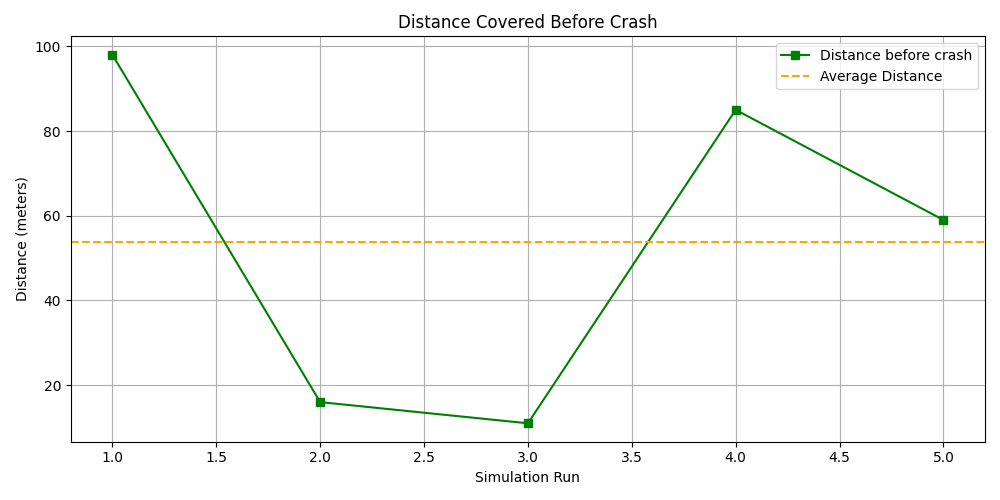 Distance Covered Before Crash
Distance before crash
Average Distance
Distance (meters)
100
80
60
40
20
1.0 1.5 2.0 2.5 3.0 3.5 4.0 4.5 5.0
Simulation Run